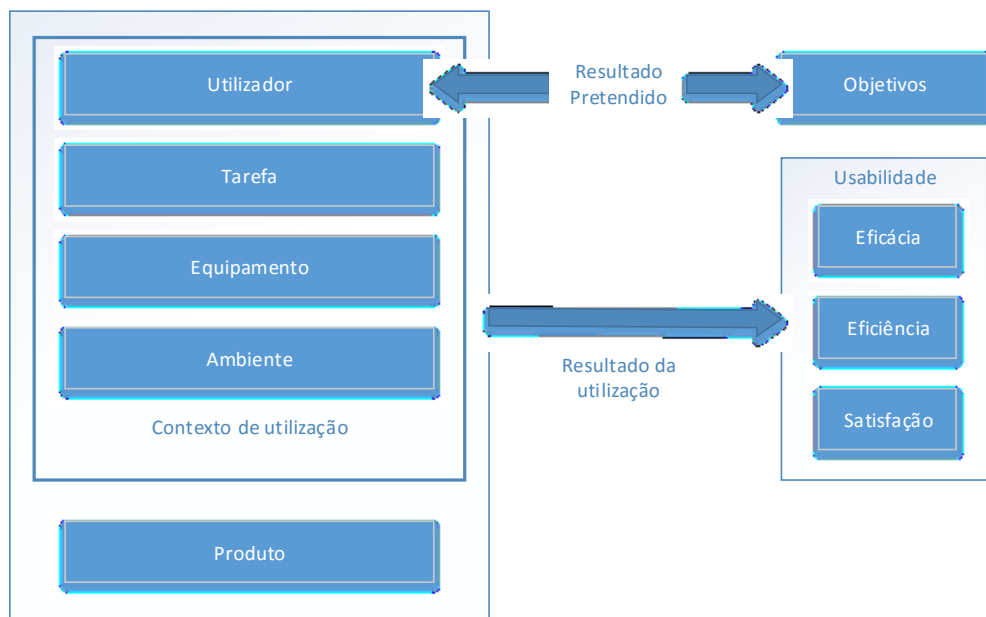 Utilizador
Tarefa
Equipamento
Ambiente
Contexto de utilização
Produto
Resultado
Pretendido
Resultado da
utilização
Objetivos
Usabilidade
Eficácia
Eficiência
Satisfação